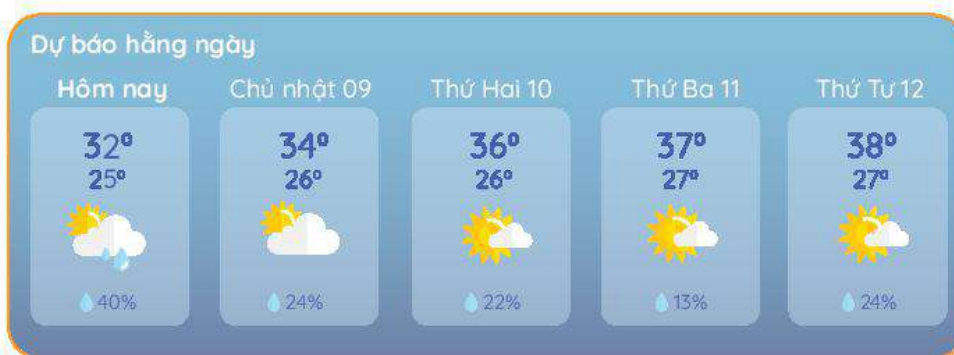 Dự báo hằng ngày
Hôm nay Chủ nhật 09 Thứ Hai 10 Thứ Ba 11 Thứ Tư 12
32° 34° 36° 37° 38°
25° 26° 26° 27° 27°
40% 24% 22% 13% 24%